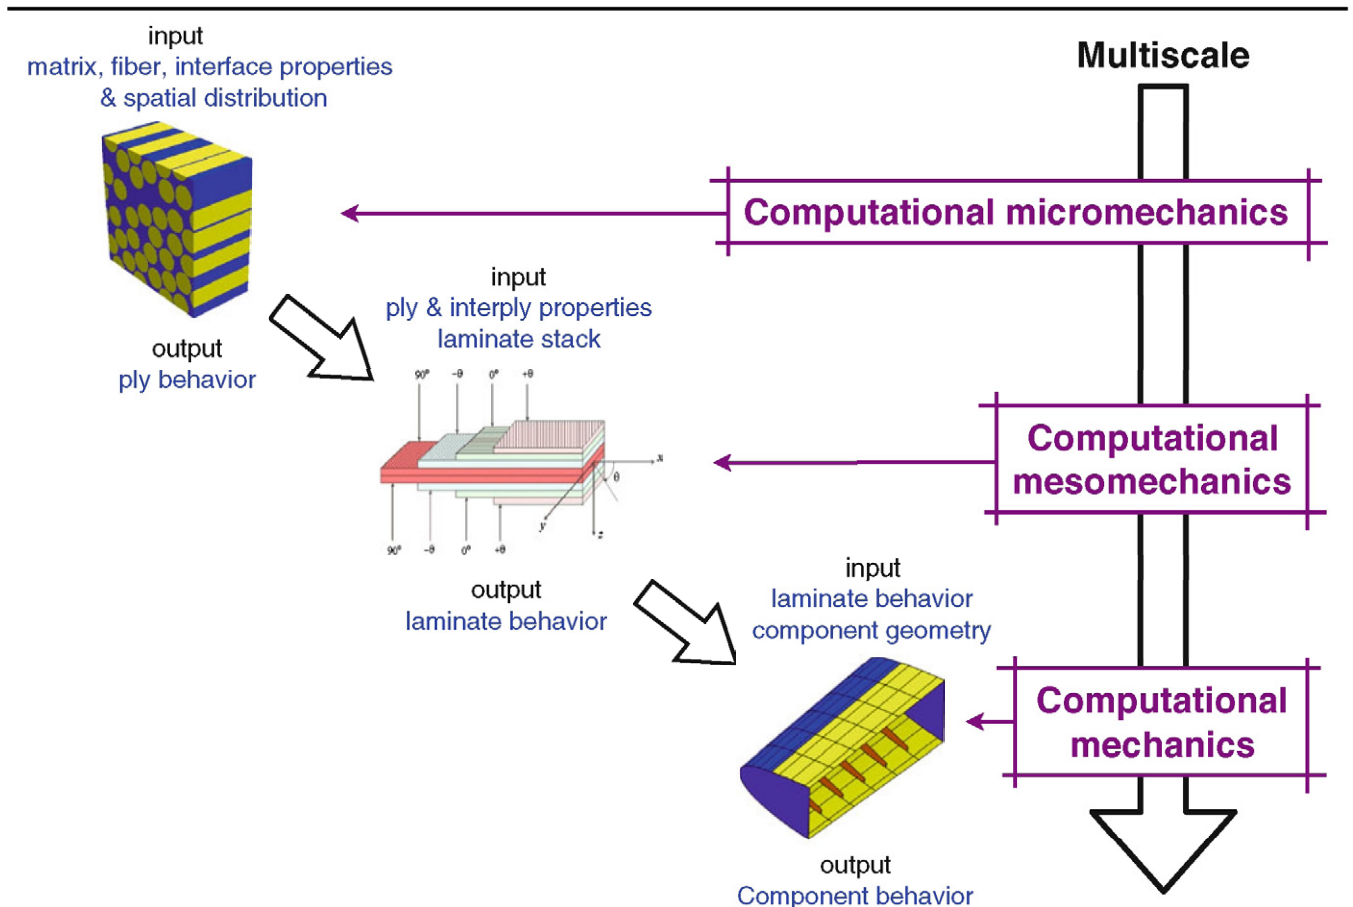 input
matrix, fiber, interface properties
& spatial distribution
Multiscale
Computational micromechanics
output
ply behavior
input
ply & interply properties
laminate stack
90° -θ 0° +θ
x
θ
y
z
90° -θ 0° +θ
Computational
mesomechanics
output
laminate behavior
input
laminate behavior
component geometry
Computational
mechanics
output
Component behavior